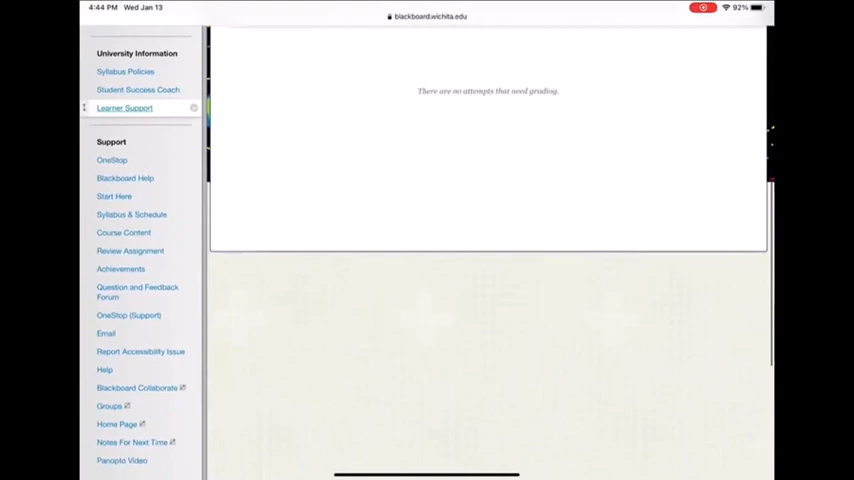 4:44 PM Wed Jan 13
92%
blackboard.wichita.edu
University Information
Syllabus Policies
Student Success Coach
Learner Support
Support
OneStop
Blackboard Help
Start Here
Syllabus & Schedule
Course Content
Review Assignment
Achievements
Question and Feedback
Forum
OneStop (Support)
Email
Report Accessibility Issue
Help
Blackboard Collaborate
Groups
Home Page
Notes For Next Time
Panopto Video
There are no attempts that need grading.